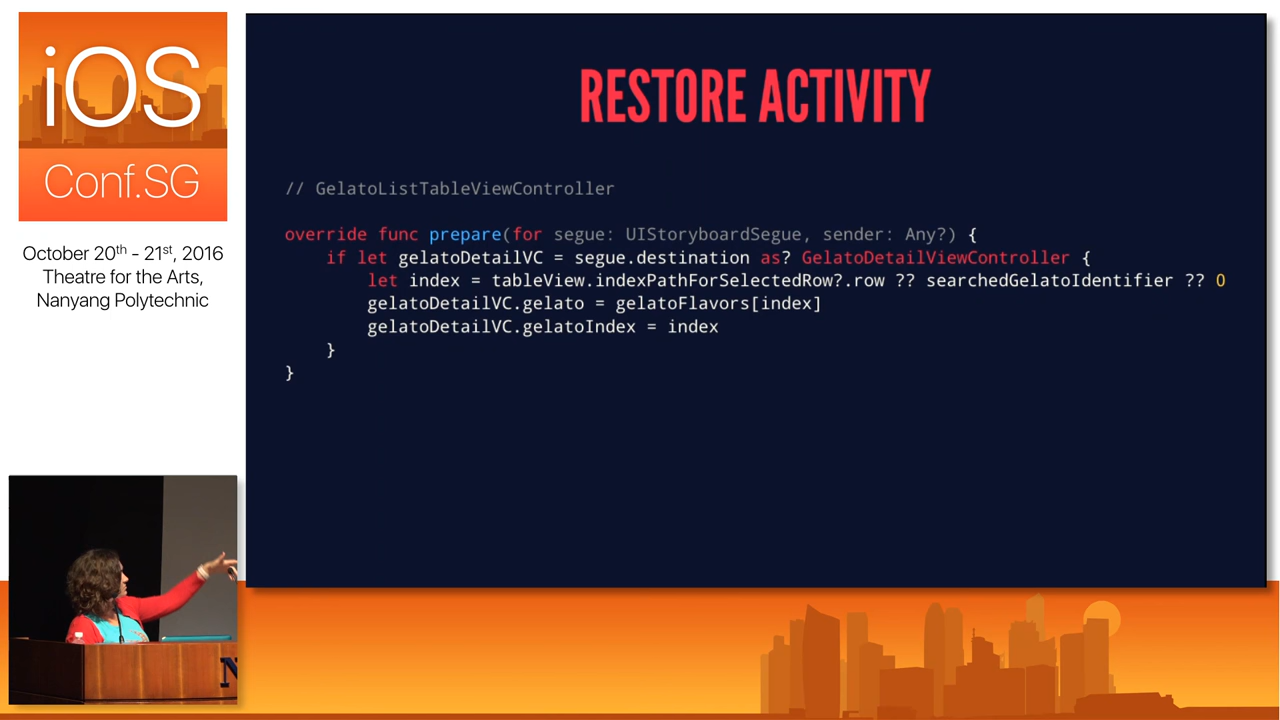 iOS
Conf.SG
October 20th - 21st, 2016
Theatre for the Arts,
Nanyang Polytechnic
RESTORE ACTIVITY
// GelatoListTableViewController
override func prepare(for segue: UIStoryboardSegue, sender: Any?) {
    if let gelatoDetailVC = segue.destination as? GelatoDetailViewController {
        let index = tableView.indexPathForSelectedRow?.row ?? searchedGelatoIdentifier ?? 0
        gelatoDetailVC.gelato = gelatoFlavors[index]
        gelatoDetailVC.gelatoIndex = index
    }
}
N